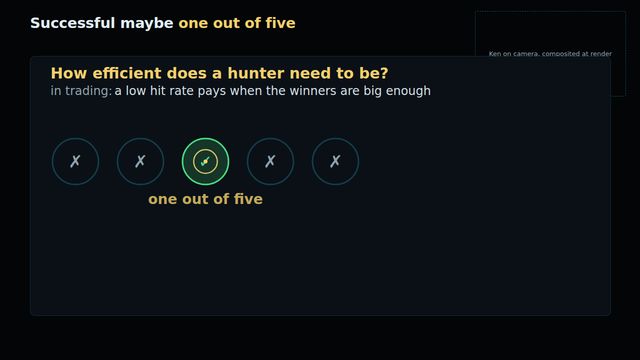 Successful maybe one out of five
Ken on camera, composited at render
How efficient does a hunter need to be?
in trading: a low hit rate pays when the winners are big enough
✗ ✗ ✓ ✗ ✗
one out of five